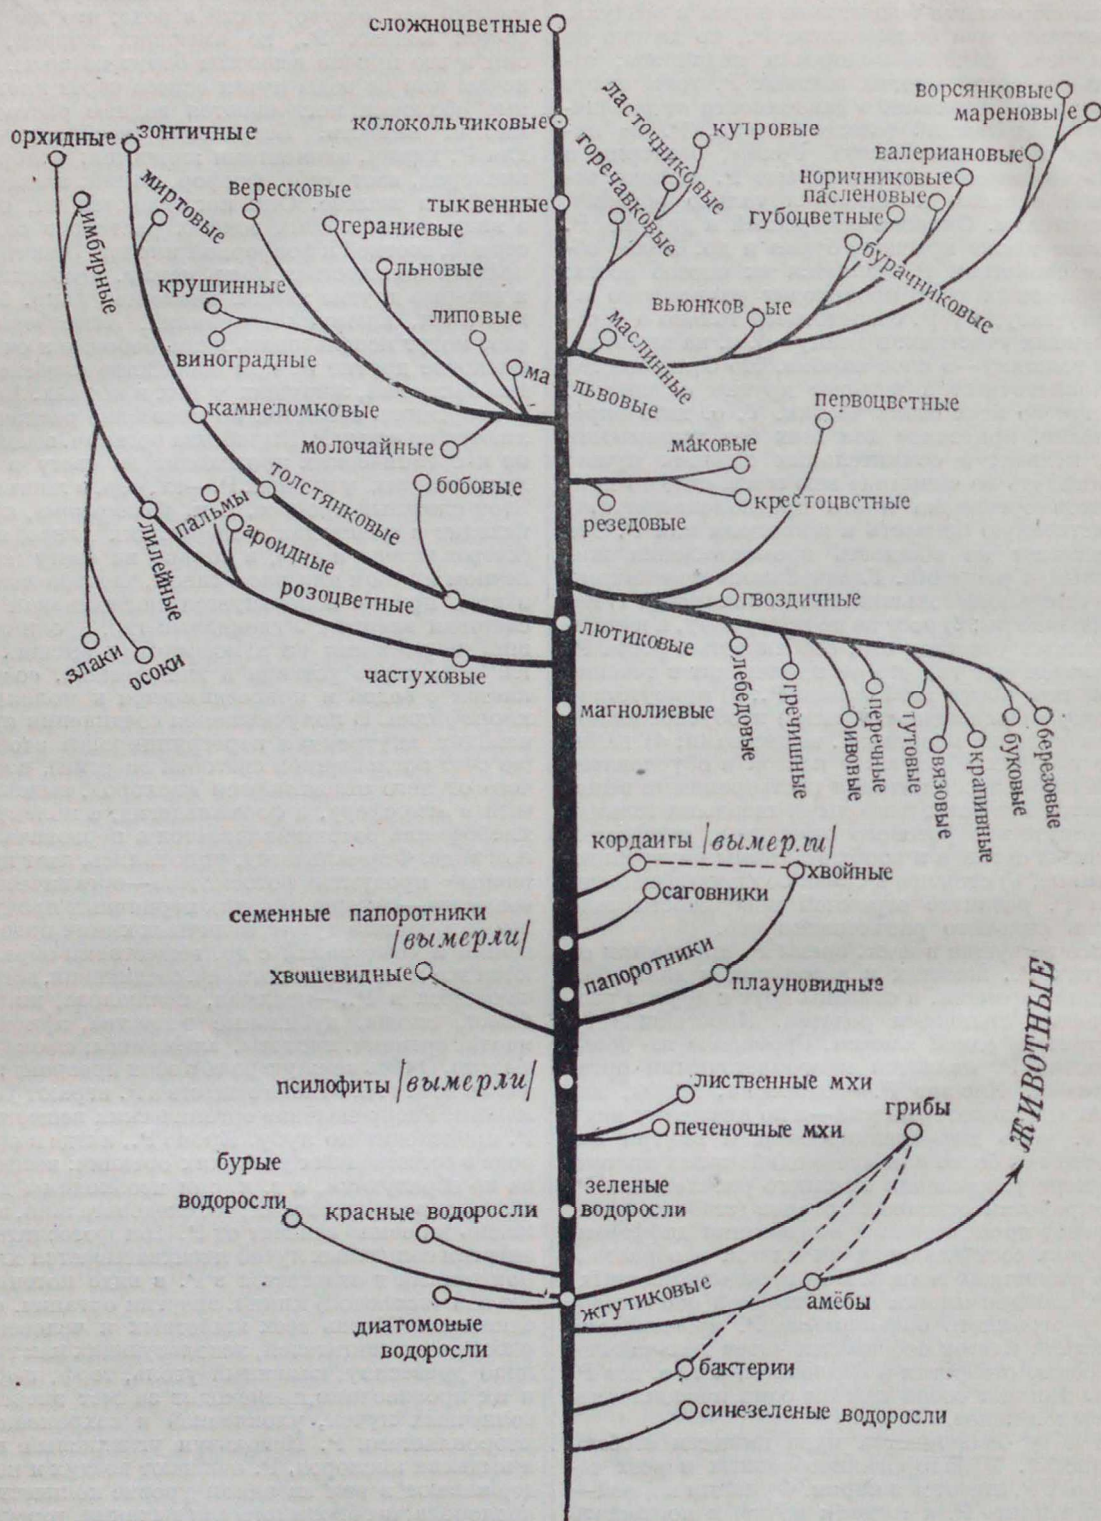 сложноцветные
колокольчиковые
тыквенные
орхидные
зонтичные
имбирные
миртовые
вересковые
гераниевые
льновые
крушинные
виноградные
липовые
мальвовые
камнеломковые
молочайные
толстянковые
бобовые
пальмы
ароидные
лилейные
розоцветные
злаки
осоки
частуховые
ласточниковые
кутровые
горечавковые
ворсянковые
мареновые
валериановые
норичниковые
пасленовые
губоцветные
бурачниковые
вьюнковые
маслинные
первоцветные
маковые
крестоцветные
резедовые
гвоздичные
лютиковые
лебедовые
гречишные
ивовые
перечные
тутовые
вязовые
крапивные
буковые
березовые
магнолиевые
кордаиты |вымерли|
хвойные
саговники
семенные папоротники
|вымерли|
хвощевидные
папоротники
плауновидные
псилофиты |вымерли|
лиственные мхи
печеночные мхи
грибы
ЖИВОТНЫЕ
бурые
водоросли
красные водоросли
зеленые
водоросли
жгутиковые
амёбы
диатомовые
водоросли
бактерии
синезеленые водоросли